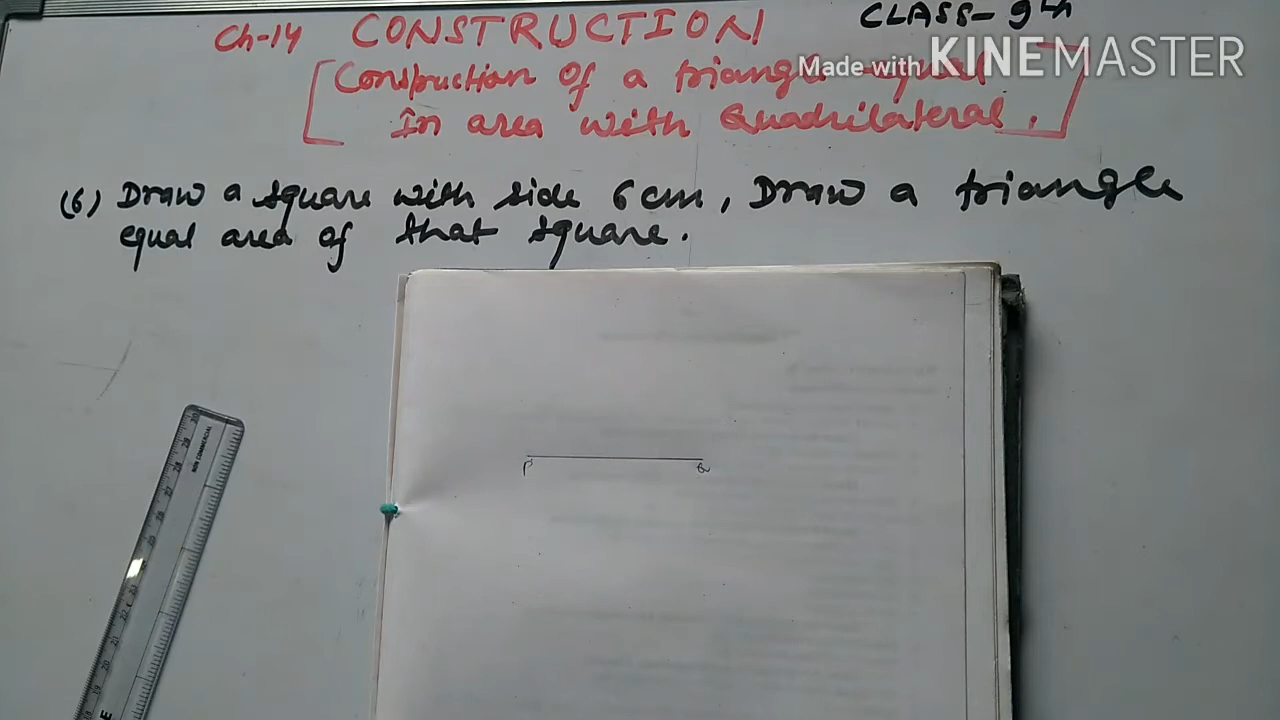 Ch-14 CONSTRUCTION CLASS-9th
Made with KINEMASTER
[Construction of a triangle equal
In area with Quadrilateral.]
(6) Draw a square with side 6cm, Draw a triangle
equal area of that square.
P Q